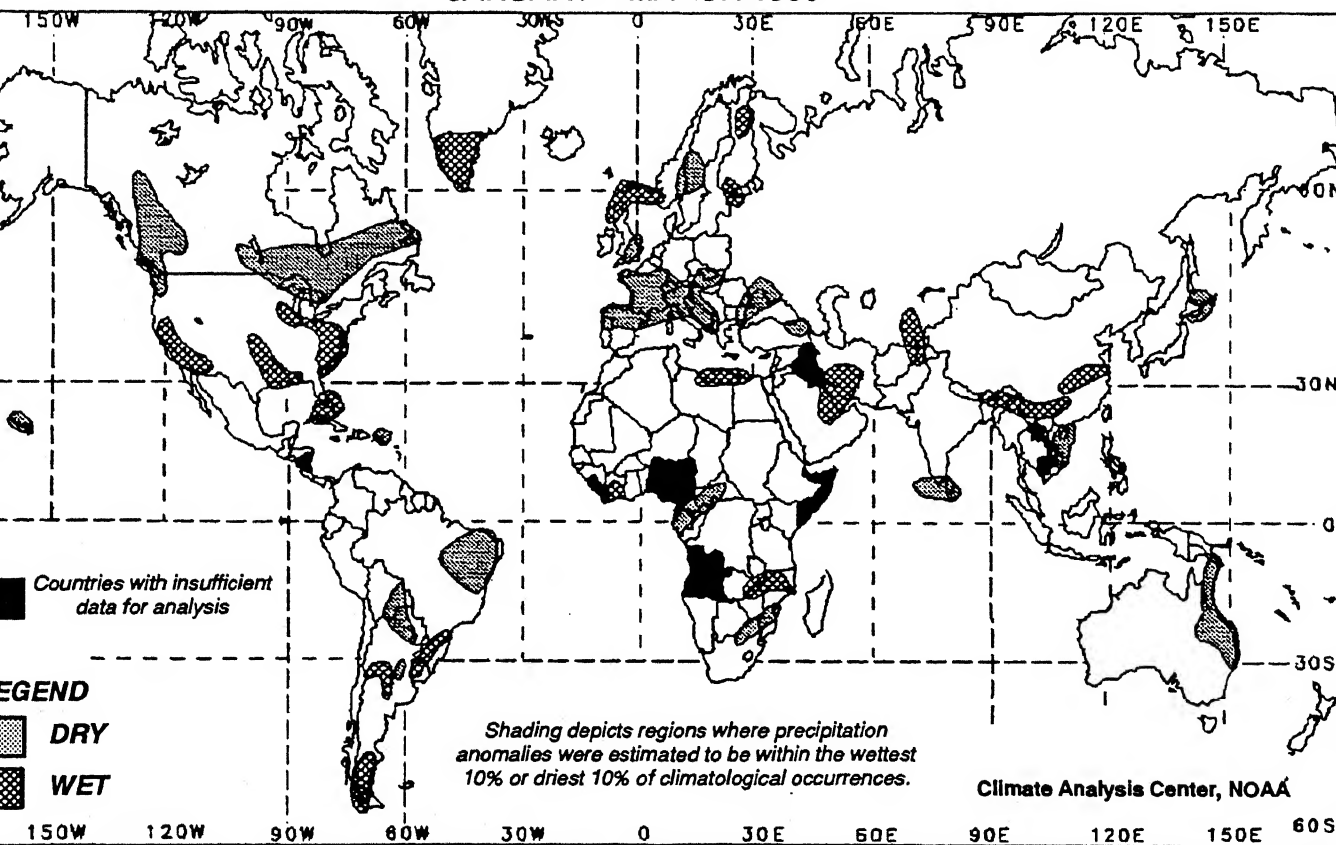 150W 120W 90W 60W 30W 0 30E 60E 90E 120E 150E
60N
30N
0
30S
60S
Countries with insufficient
data for analysis
EGEND
DRY
WET
Shading depicts regions where precipitation
anomalies were estimated to be within the wettest
10% or driest 10% of climatological occurrences.
Climate Analysis Center, NOAA
150W 120W 90W 60W 30W 0 30E 60E 90E 120E 150E